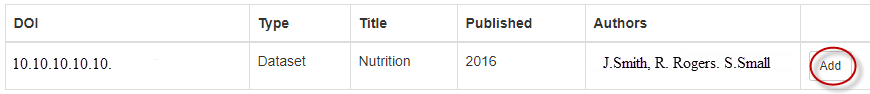 DOI Type Title Published Authors
10.10.10.10.10. Dataset Nutrition 2016 J.Smith, R. Rogers. S.Small Add